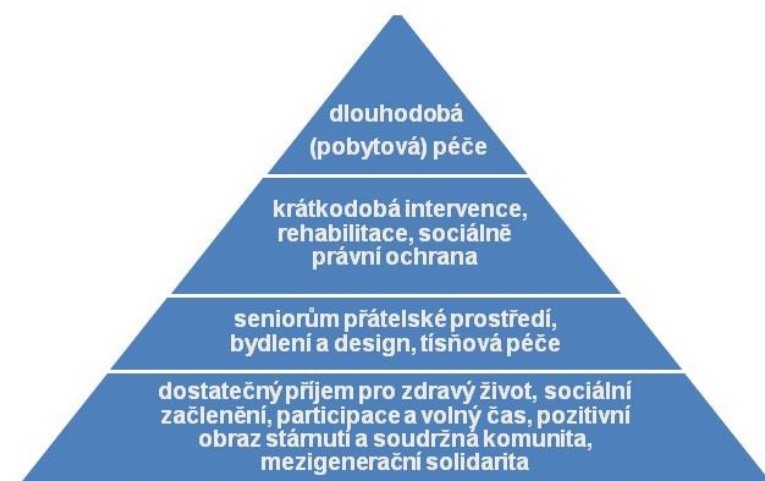 dlouhodobá
(pobytová) péče
krátkodobá intervence,
rehabilitace, sociálně
právní ochrana
seniorům přátelské prostředí,
bydlení a design, tísňová péče
dostatečný příjem pro zdravý život, sociální
začlenění, participace a volný čas, pozitivní
obraz stárnutí a soudržná komunita,
mezigenerační solidarita